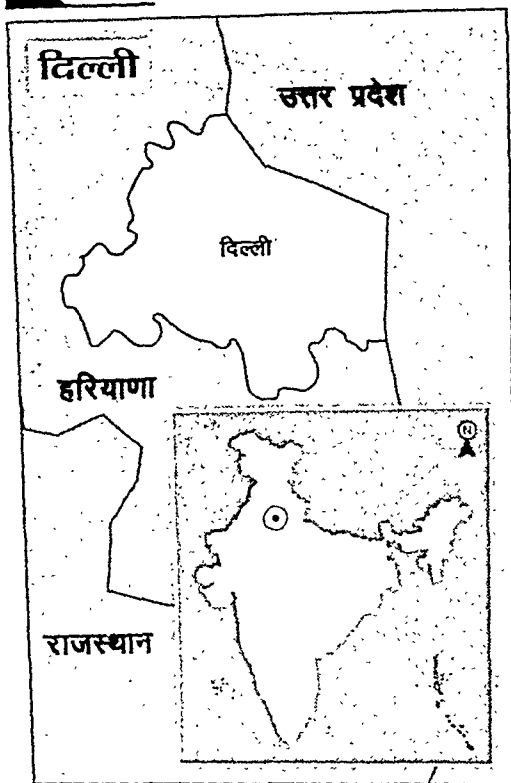 दिल्ली
उत्तर प्रदेश
दिल्ली
हरियाणा
N
राजस्थान